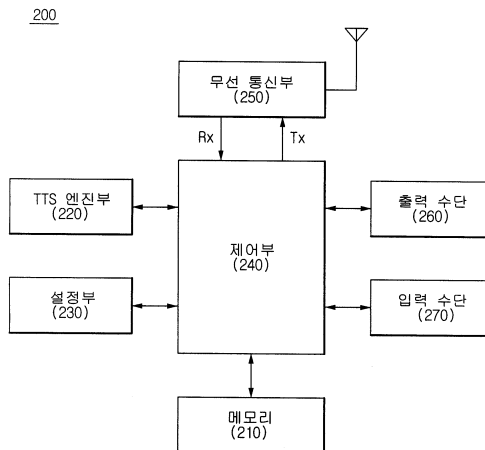 200
무선 통신부
(250)
Rx
Tx
TTS 엔진부
(220)
제어부
(240)
출력 수단
(260)
설정부
(230)
입력 수단
(270)
메모리
(210)